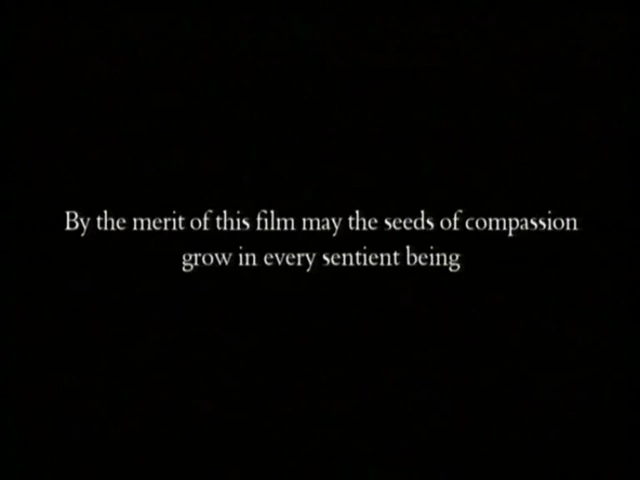 By the merit of this film may the seeds of compassion
grow in every sentient being